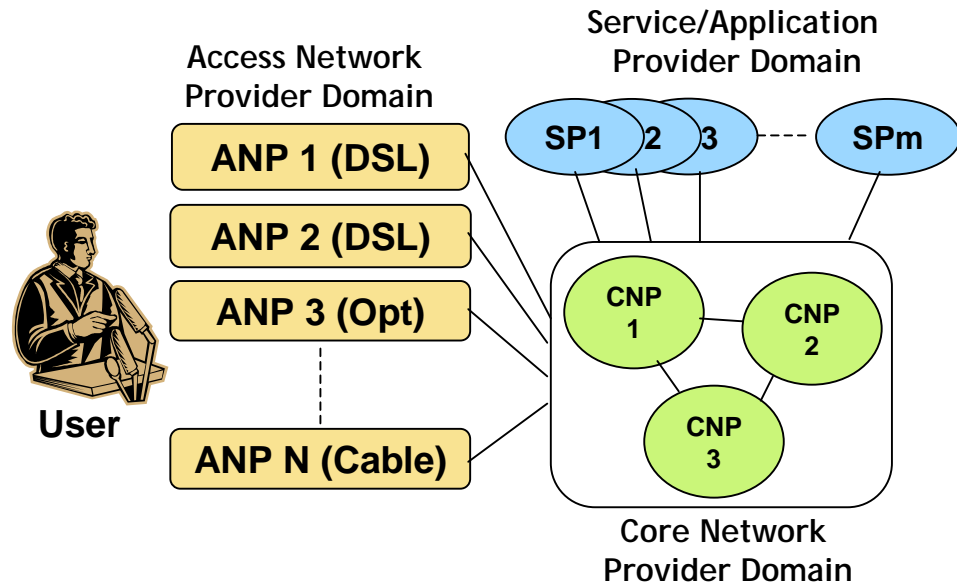 Access Network
Provider Domain
Service/Application
Provider Domain
ANP 1 (DSL)
ANP 2 (DSL)
ANP 3 (Opt)
ANP N (Cable)
User
SP1
2
3
SPm
CNP
1
CNP
2
CNP
3
Core Network
Provider Domain